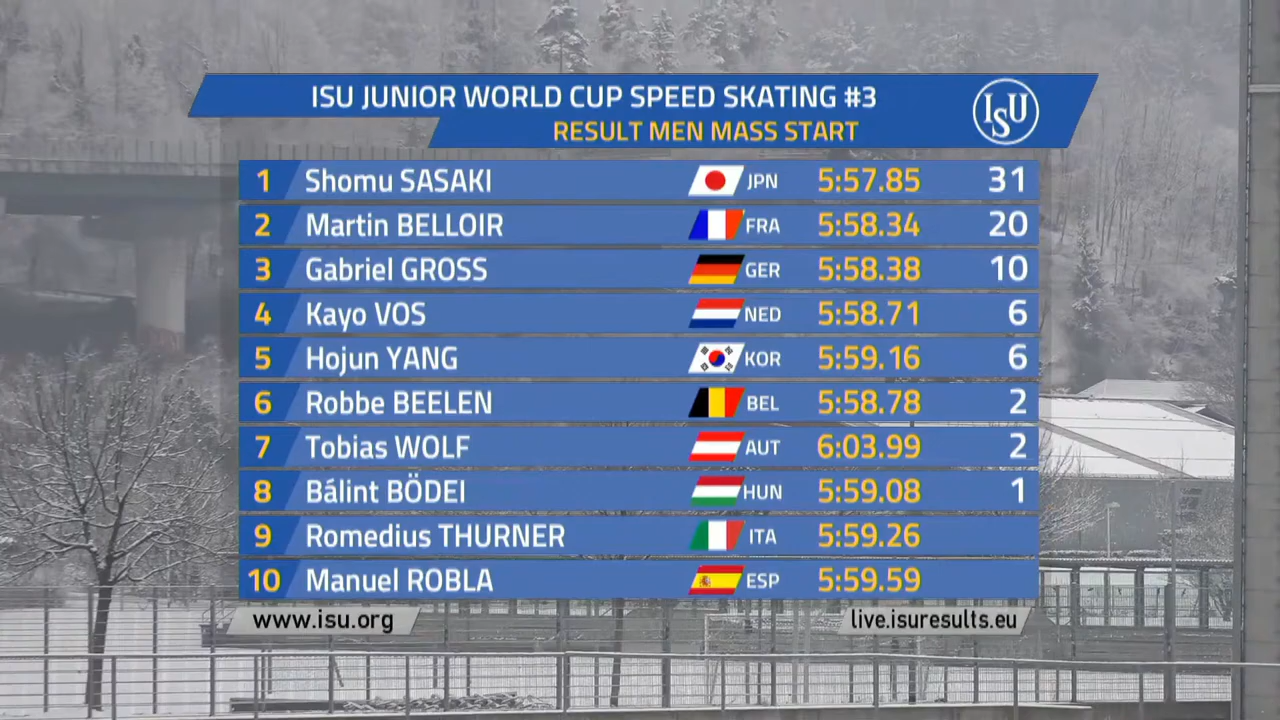 ISU JUNIOR WORLD CUP SPEED SKATING #3
ISU
RESULT MEN MASS START
1 Shomu SASAKI JPN 5:57.85 31
2 Martin BELLOIR FRA 5:58.34 20
3 Gabriel GROSS GER 5:58.38 10
4 Kayo VOS NED 5:58.71 6
5 Hojun YANG KOR 5:59.16 6
6 Robbe BEELEN BEL 5:58.78 2
7 Tobias WOLF AUT 6:03.99 2
8 Bálint BÖDEI HUN 5:59.08 1
9 Romedius THURNER ITA 5:59.26
10 Manuel ROBLA ESP 5:59.59
www.isu.org live.isuresults.eu